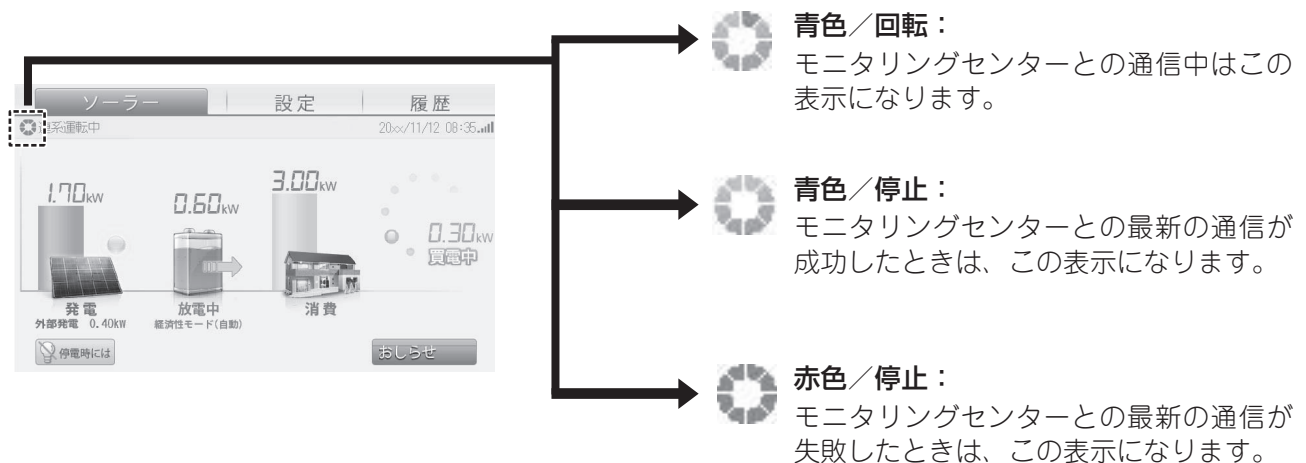 ソーラー
設定
履歴
連系運転中
20xx/11/12 08:35
1.70kW
0.60kW
3.00kW
0.30kW
買電中
発電
外部発電 0.40kW
放電中
経済性モード(自動)
消費
停電時には
おしらせ
青色／回転：
モニタリングセンターとの通信中はこの
表示になります。
青色／停止：
モニタリングセンターとの最新の通信が
成功したときは、この表示になります。
赤色／停止：
モニタリングセンターとの最新の通信が
失敗したときは、この表示になります。